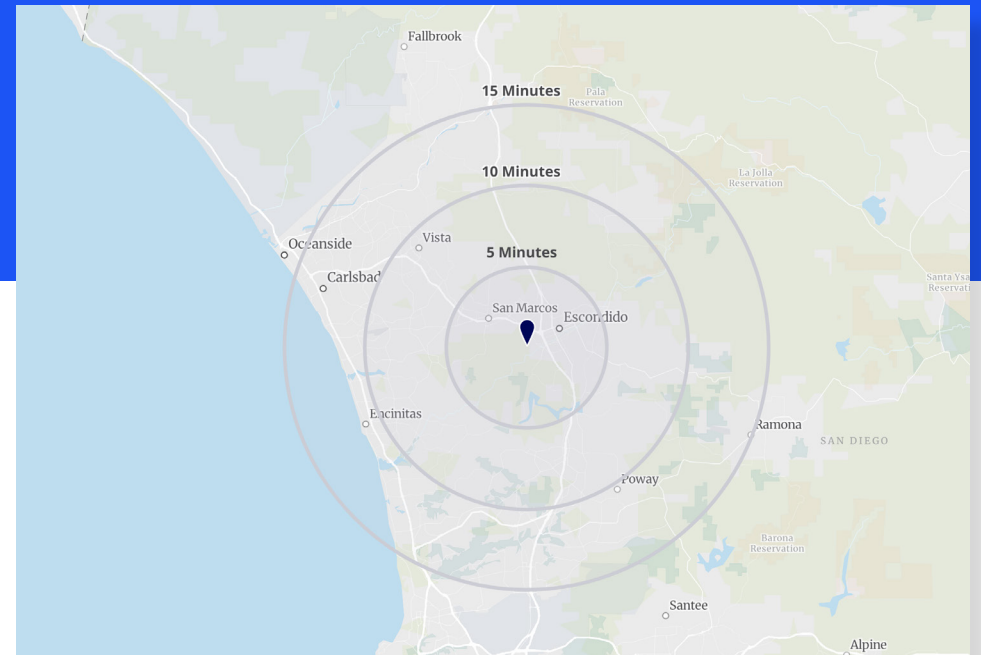 Fallbrook
15 Minutes
Pala
Reservation
10 Minutes
La Jolla
Reservation
Vista
Oceanside
5 Minutes
Carlsbad
Santa Ysa
Reservat
San Marcos
Escondido
Encinitas
Ramona
SAN DIEGO
Poway
Barona
Reservation
Santee
Alpine